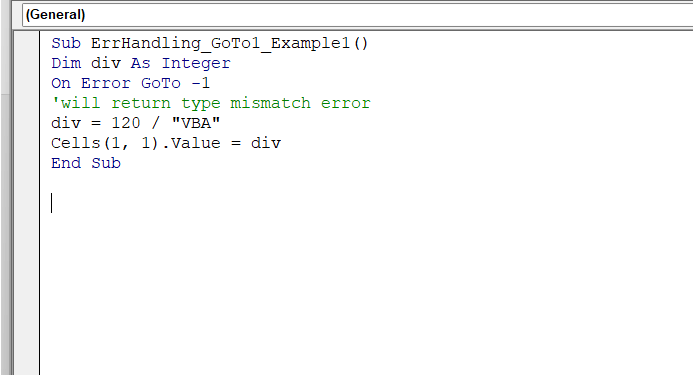 (General)
Sub ErrHandling_GoTo1_Example1()
Dim div As Integer
On Error GoTo -1
'will return type mismatch error
div = 120 / "VBA"
Cells(1, 1).Value = div
End Sub